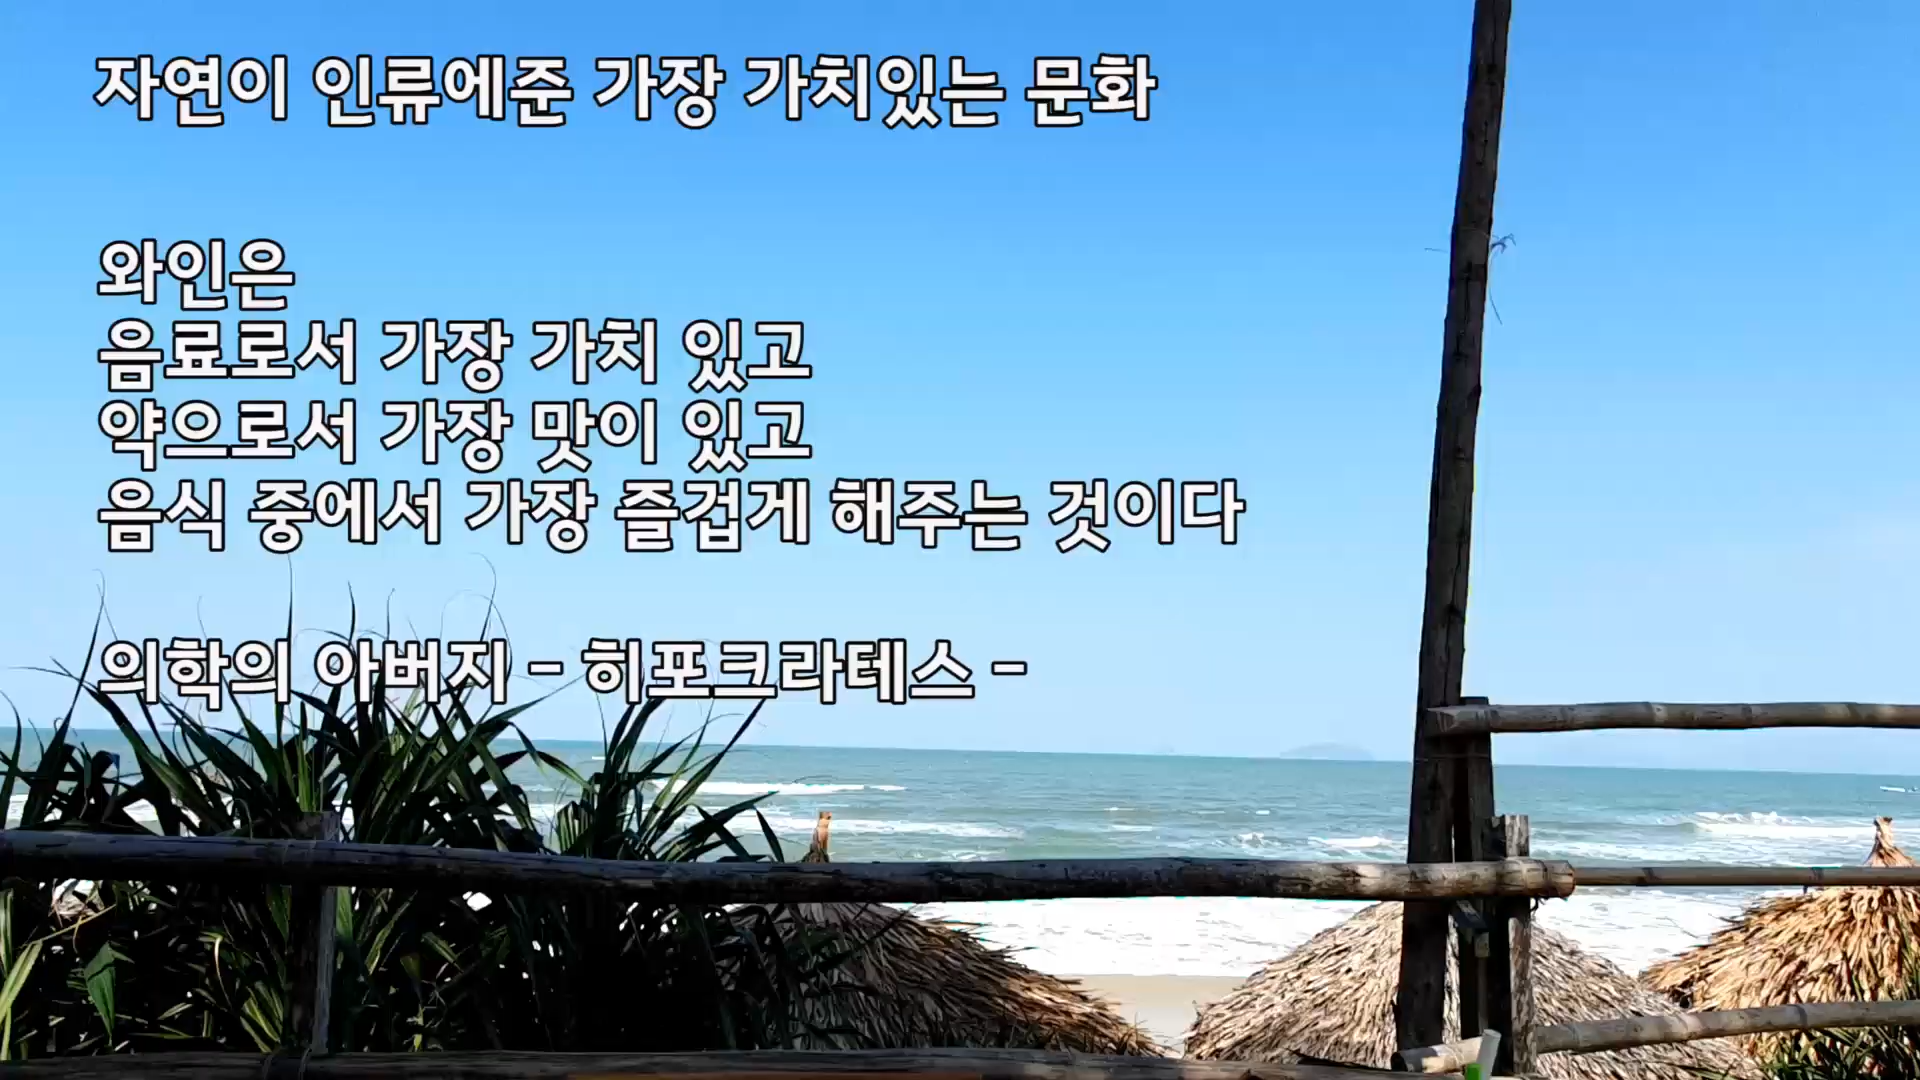 자연이 인류에준 가장 가치있는 문화
와인은
음료로서 가장 가치 있고
약으로서 가장 맛이 있고
음식 중에서 가장 즐겁게 해주는 것이다
의학의 아버지 - 히포크라테스 -